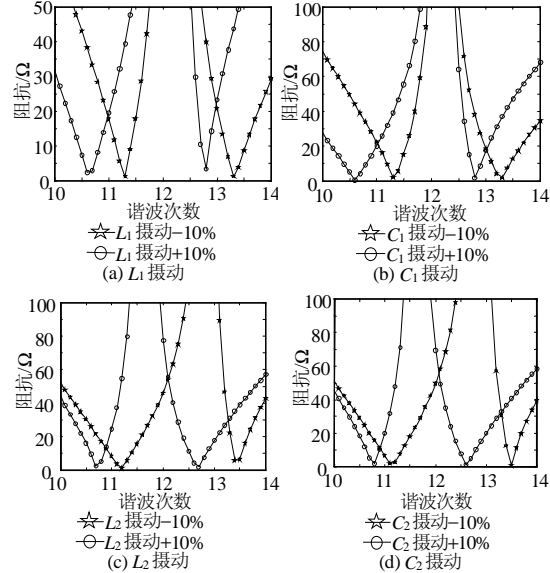 50
40
30
20
10
0
阻抗/Ω
10 11 12 13 14
谐波次数
L1 摄动−10%
L1 摄动+10%
(a) L1 摄动
100
80
60
40
20
0
阻抗/Ω
10 11 12 13 14
谐波次数
C1 摄动−10%
C1 摄动+10%
(b) C1 摄动
100
80
60
40
20
0
阻抗/Ω
10 11 12 13 14
谐波次数
L2 摄动−10%
L2 摄动+10%
(c) L2 摄动
100
80
60
40
20
0
阻抗/Ω
10 11 12 13 14
谐波次数
C2 摄动−10%
C2 摄动+10%
(d) C2 摄动